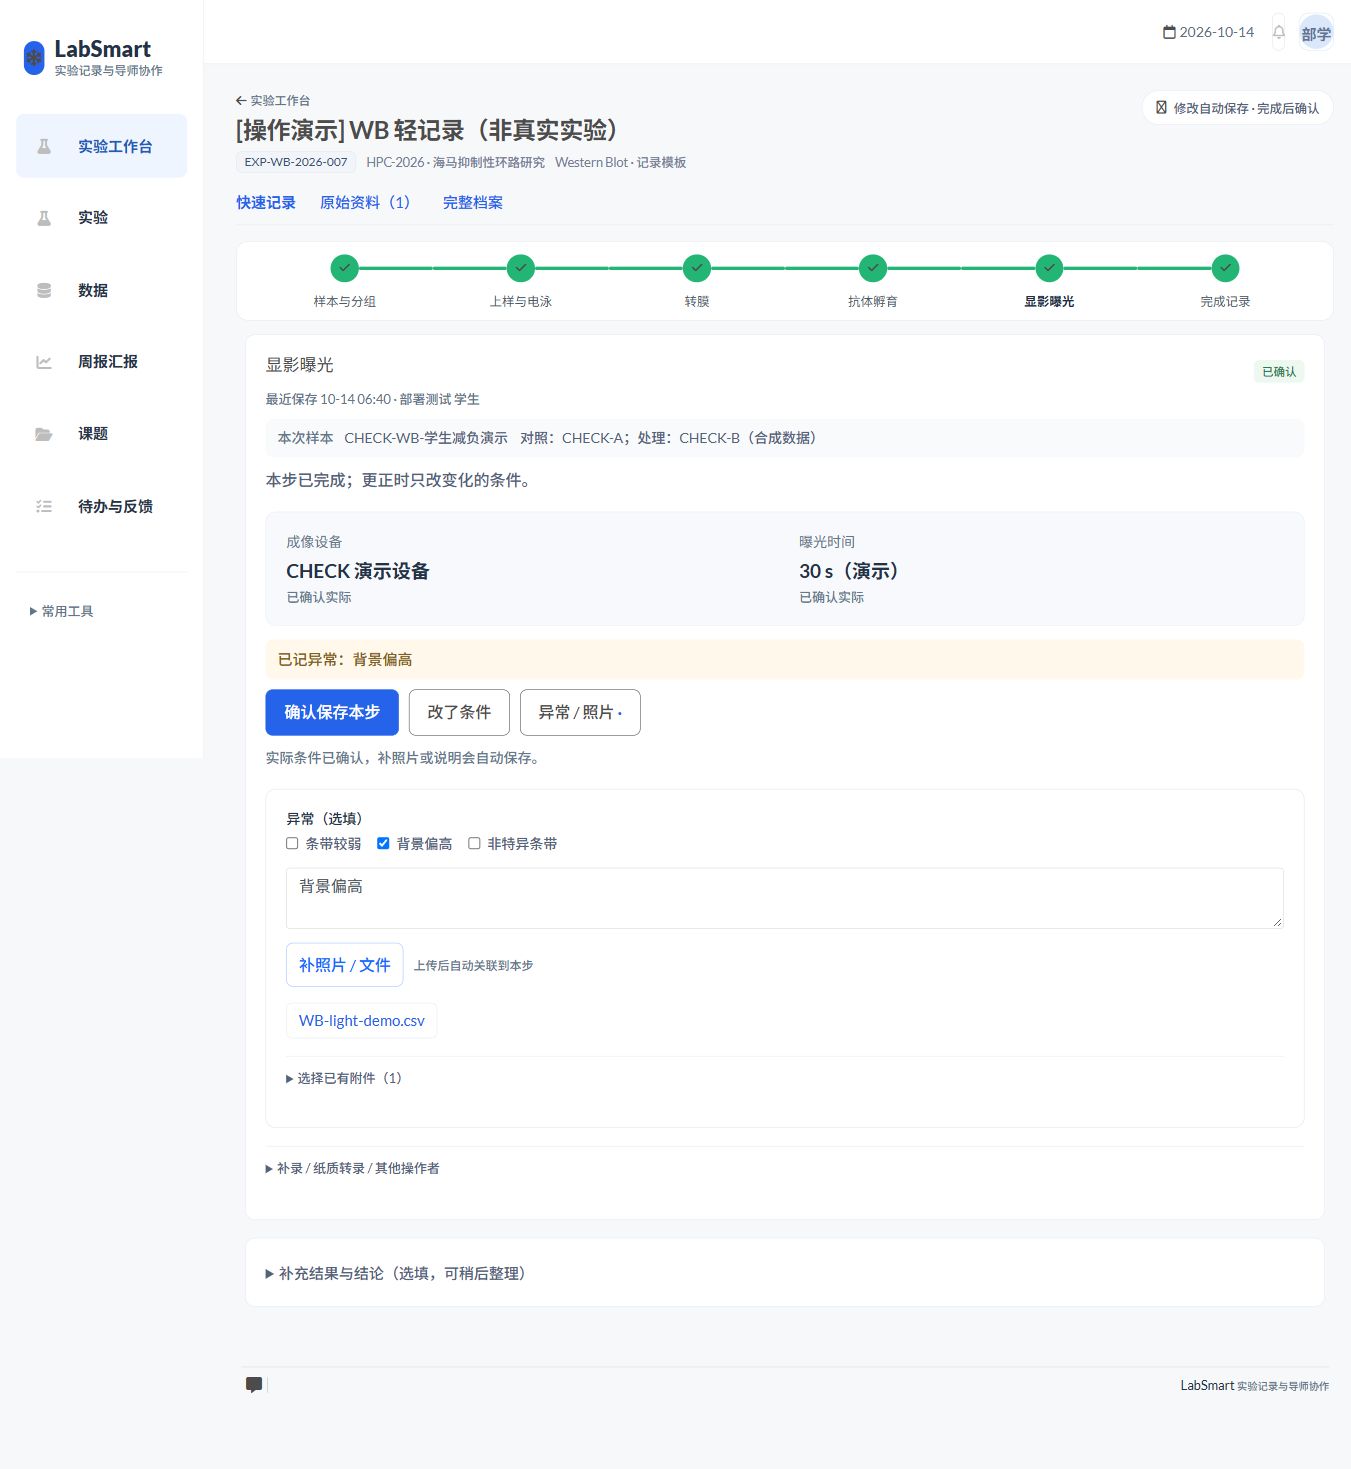 LabSmart
实验记录与导师协作
实验工作台
实验
数据
周报汇报
课题
待办与反馈
常用工具
2026-10-14
部学
实验工作台
修改自动保存 · 完成后确认
[操作演示] WB 轻记录（非真实实验）
EXP-WB-2026-007 HPC-2026 · 海马抑制性环路研究 Western Blot · 记录模板
快速记录 原始资料（1） 完整档案
样本与分组 上样与电泳 转膜 抗体孵育 显影曝光 完成记录
显影曝光
已确认
最近保存 10-14 06:40 · 部署测试 学生
本次样本 CHECK-WB-学生减负演示 对照：CHECK-A；处理：CHECK-B（合成数据）
本步已完成；更正时只改变化的条件。
成像设备 曝光时间
CHECK 演示设备 30 s（演示）
已确认实际 已确认实际
已记异常：背景偏高
确认保存本步 改了条件 异常 / 照片 ·
实际条件已确认，补照片或说明会自动保存。
异常（选填）
条带较弱 背景偏高 非特异条带
背景偏高
补照片 / 文件 上传后自动关联到本步
WB-light-demo.csv
选择已有附件（1）
补录 / 纸质转录 / 其他操作者
补充结果与结论（选填，可稍后整理）
LabSmart 实验记录与导师协作